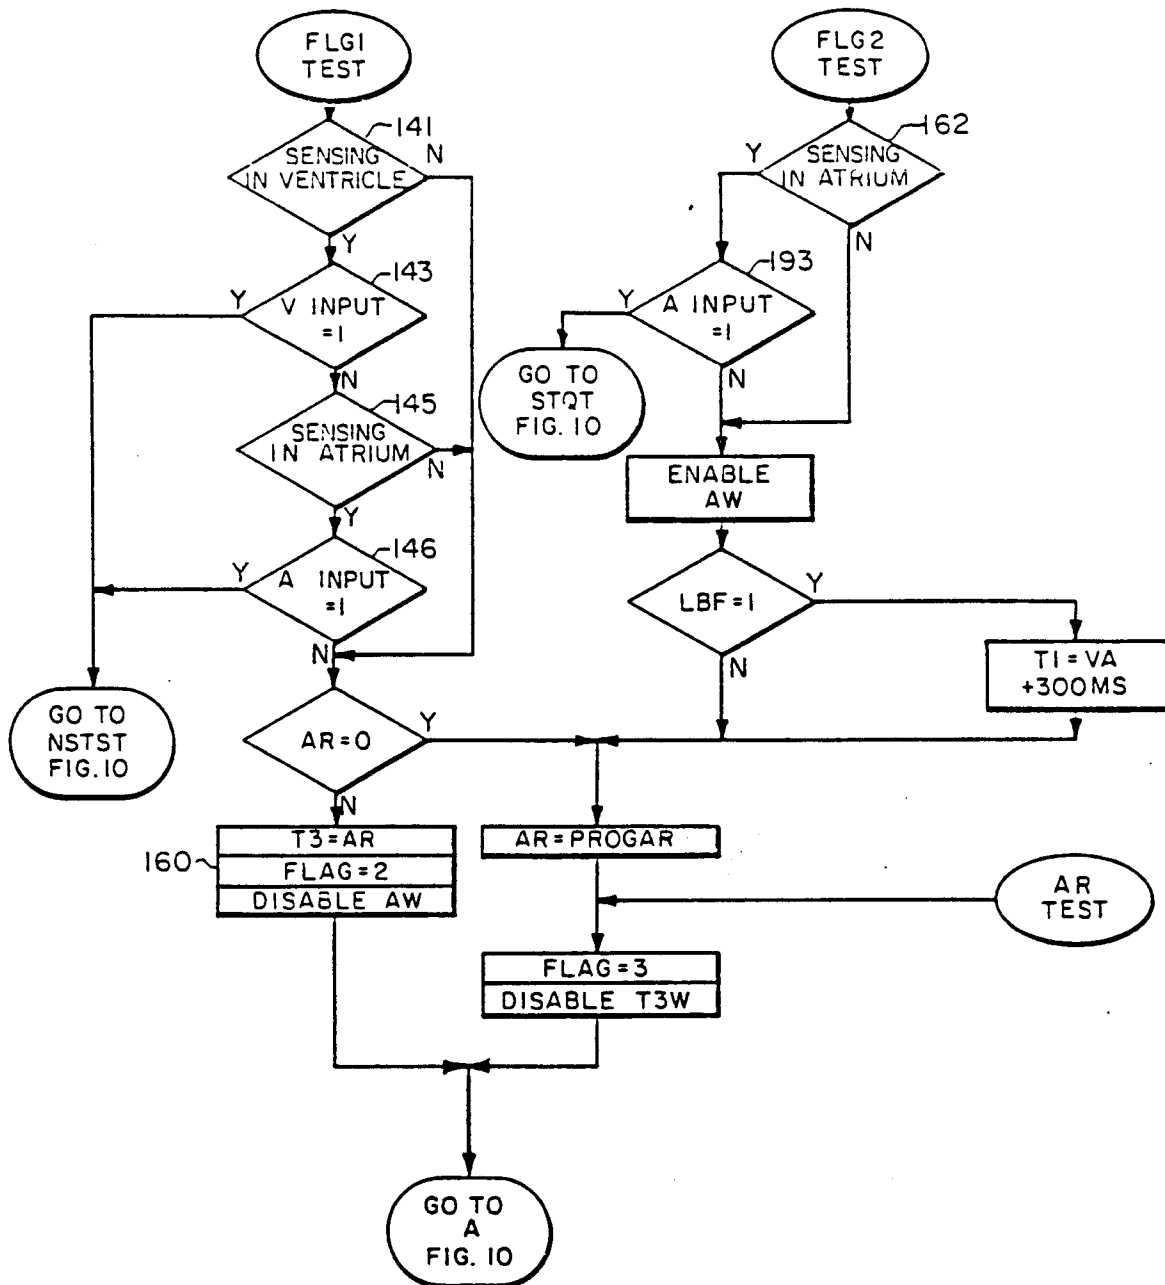 FLG1
TEST
141
SENSING
IN VENTRICLE
N
Y
143
V INPUT
=1
Y
N
145
SENSING
IN ATRIUM
N
Y
146
A INPUT
=1
Y
N
GO TO
NSTST
FIG.10
AR=0
Y
N
160
T3=AR
FLAG=2
DISABLE AW
FLG2
TEST
162
SENSING
IN ATRIUM
Y
N
193
A INPUT
=1
Y
N
GO TO
STQT
FIG.10
ENABLE
AW
LBF=1
Y
N
T1=VA
+300MS
AR=PROGAR
AR
TEST
FLAG=3
DISABLE T3W
GO TO
A
FIG.10